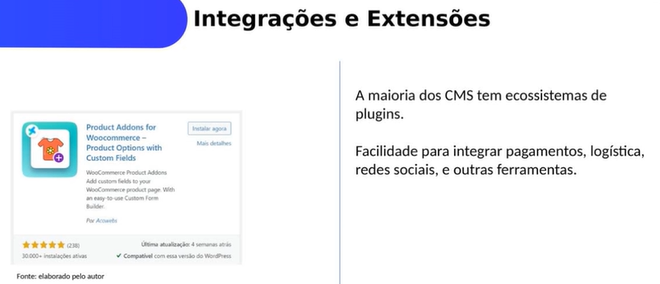 Integrações e Extensões
A maioria dos CMS tem ecossistemas de
plugins.
Facilidade para integrar pagamentos, logística,
redes sociais, e outras ferramentas.
Product Addons for
Woocommerce –
Product Options with
Custom Fields
Instalar agora
Mais detalhes
WooCommerce Product Addons
Add custom fields to your
WooCommerce product page. With
an easy-to-use Custom Form
Builder.
Por Acowebs
(238)
Última atualização: 4 semanas atrás
30.000+ instalações ativas
Compatível com essa versão do WordPress
Fonte: elaborado pelo autor